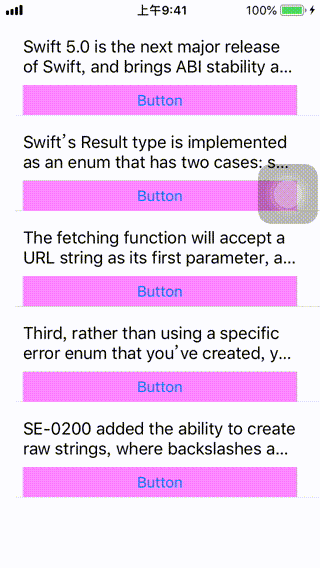 上午9:41
100%
Swift 5.0 is the next major release
of Swift, and brings ABI stability a...
Button
Swift’s Result type is implemented
as an enum that has two cases: s...
Button
The fetching function will accept a
URL string as its first parameter, a...
Button
Third, rather than using a specific
error enum that you’ve created, y...
Button
SE-0200 added the ability to create
raw strings, where backslashes a...
Button